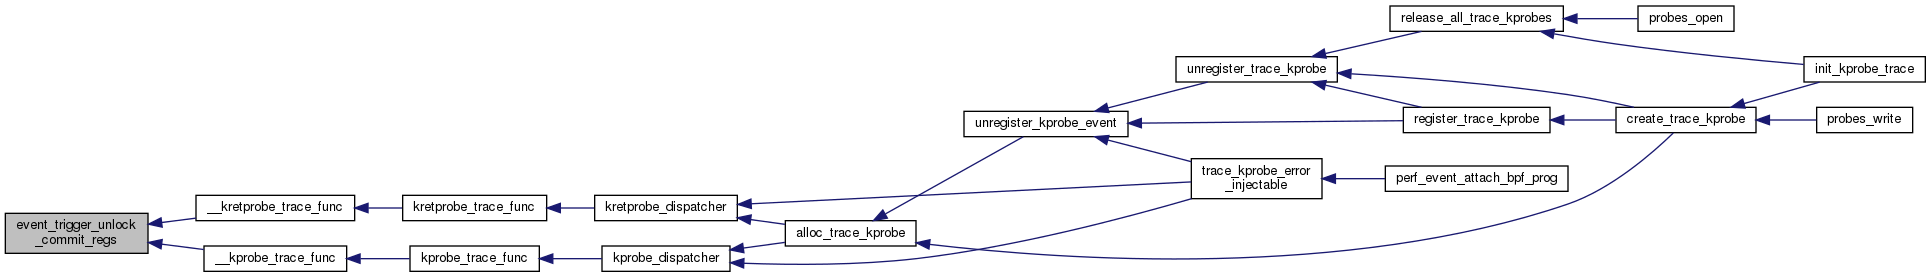 release_all_trace_kprobes
probes_open
unregister_trace_kprobe
init_kprobe_trace
unregister_kprobe_event
register_trace_kprobe
create_trace_kprobe
probes_write
trace_kprobe_error
_injectable
perf_event_attach_bpf_prog
event_trigger_unlock
_commit_regs
__kretprobe_trace_func
kretprobe_trace_func
kretprobe_dispatcher
alloc_trace_kprobe
__kprobe_trace_func
kprobe_trace_func
kprobe_dispatcher